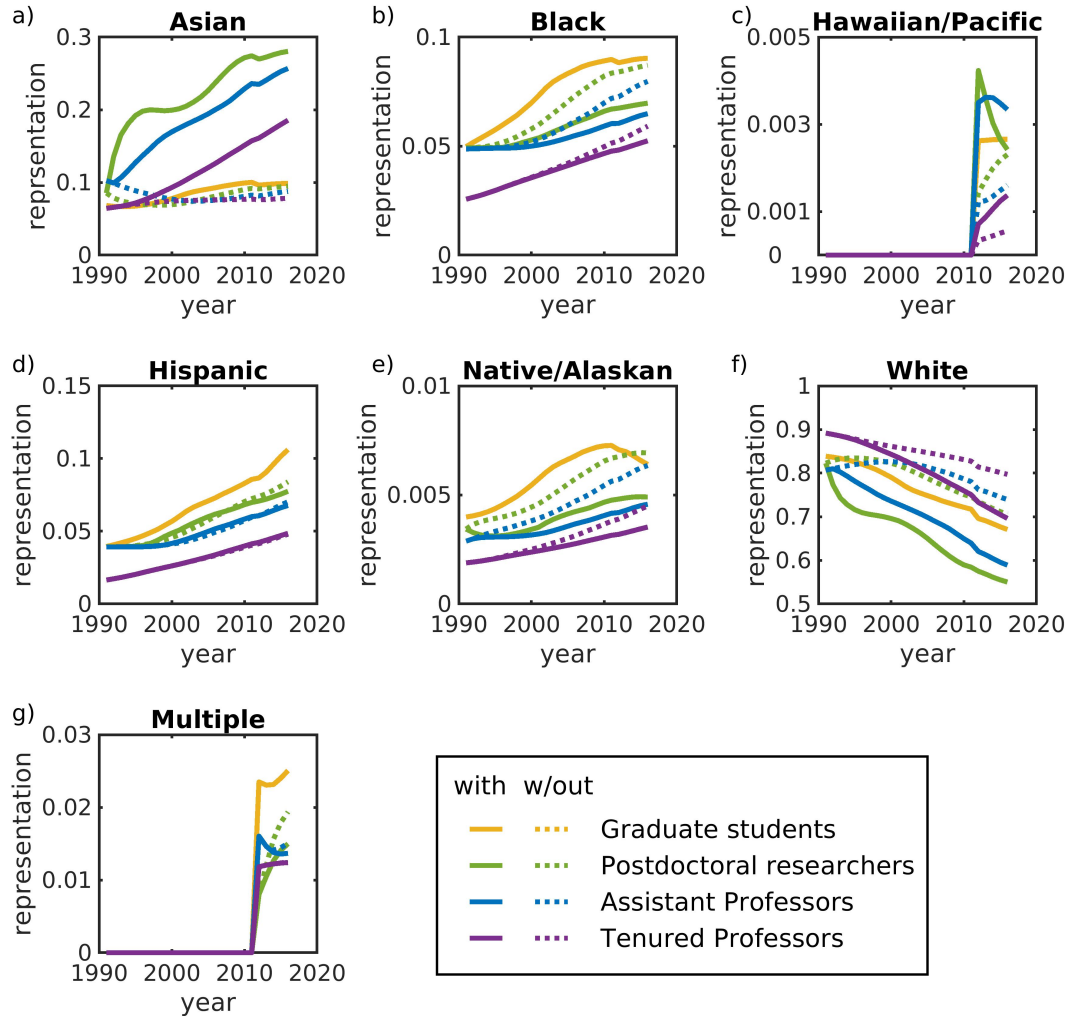 a) Asian
0.3
0.2
0.1
0
representation
1990 2000 2010 2020
year
b) Black
0.1
0.05
0
representation
1990 2000 2010 2020
year
c) Hawaiian/Pacific
0.005
0.003
0.001
0
representation
1990 2000 2010 2020
year
d) Hispanic
0.15
0.1
0.05
0
representation
1990 2000 2010 2020
year
e) Native/Alaskan
0.01
0.005
0
representation
1990 2000 2010 2020
year
f) White
1
0.9
0.8
0.7
0.6
0.5
representation
1990 2000 2010 2020
year
g) Multiple
0.03
0.02
0.01
0
representation
1990 2000 2010 2020
year
with w/out
Graduate students
Postdoctoral researchers
Assistant Professors
Tenured Professors